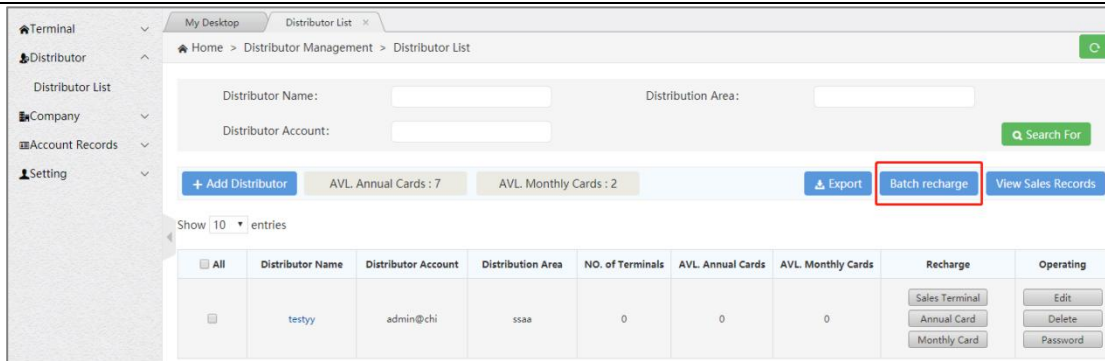 Terminal
Distributor
Distributor List
Company
Account Records
Setting
My Desktop Distributor List ×
Home > Distributor Management > Distributor List
Distributor Name: Distribution Area:
Distributor Account:
Search For
+ Add Distributor AVL. Annual Cards : 7 AVL. Monthly Cards : 2 Export Batch recharge View Sales Records
Show 10 entries
All Distributor Name Distributor Account Distribution Area NO. of Terminals AVL. Annual Cards AVL. Monthly Cards Recharge Operating
testyy admin@chi ssaa 0 0 0
Sales Terminal Edit
Annual Card Delete
Monthly Card Password